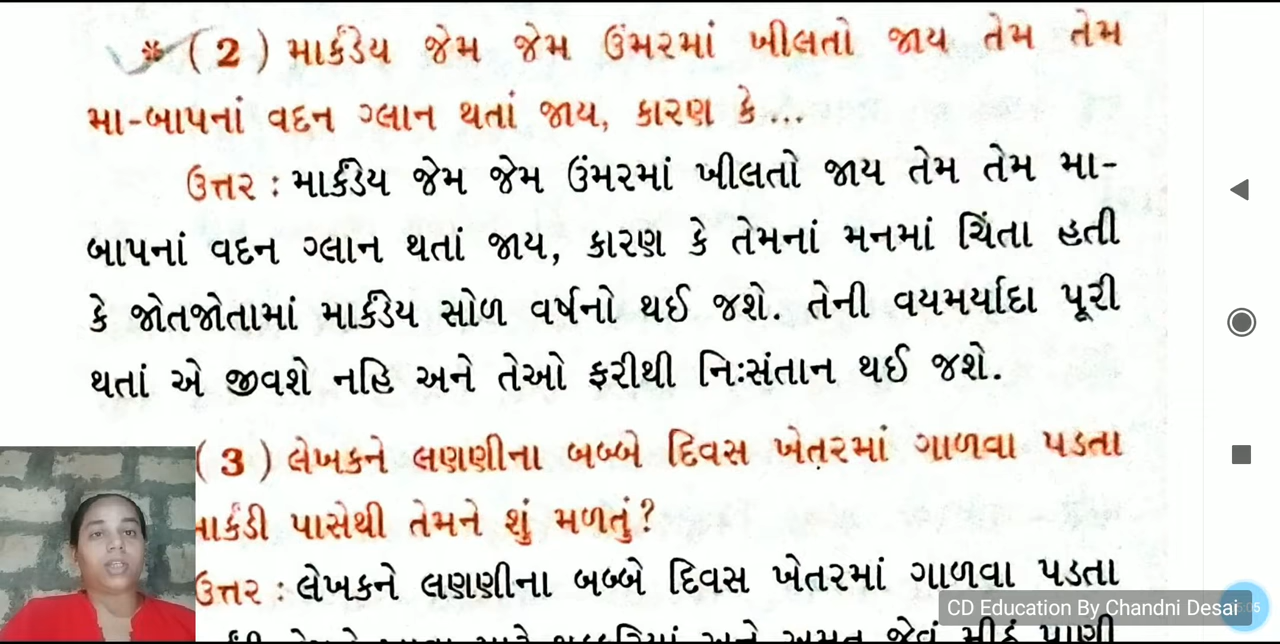 * (2) માર્કંડેય જેમ જેમ ઉંમરમાં ખીલતો જાય તેમ તેમ
મા-બાપનાં વદન ગ્લાન થતાં જાય, કારણ કે...
ઉત્તર : માર્કંડેય જેમ જેમ ઉંમરમાં ખીલતો જાય તેમ તેમ મા-
બાપનાં વદન ગ્લાન થતાં જાય, કારણ કે તેમનાં મનમાં ચિંતા હતી
કે જોતજોતામાં માર્કંડેય સોળ વર્ષનો થઈ જશે. તેની વયમર્યાદા પૂરી
થતાં એ જીવશે નહિ અને તેઓ ફરીથી નિઃસંતાન થઈ જશે.
(3) લેખકને લણણીના બબ્બે દિવસ ખેતરમાં ગાળવા પડતા
માર્કંડી પાસેથી તેમને શું મળતું?
ઉત્તર : લેખકને લણણીના બબ્બે દિવસ ખેતરમાં ગાળવા પડતા
અને અમૃત જેવું મીઠું પાણી
CD Education By Chandni Desai